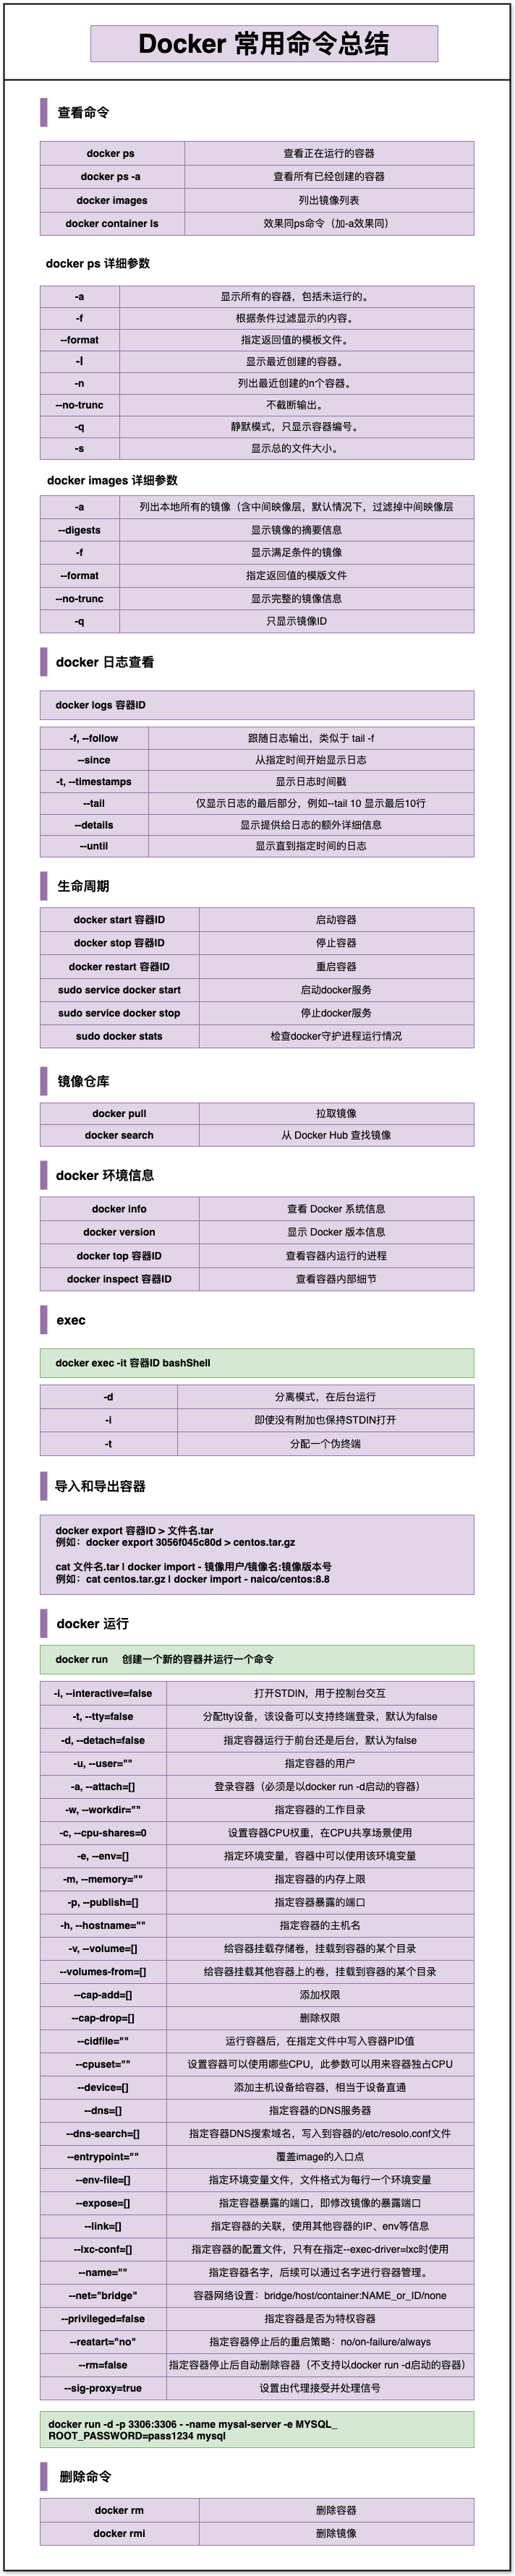 Docker 常用命令总结
查看命令
docker ps 查看正在运行的容器
docker ps -a 查看所有已经创建的容器
docker images 列出镜像列表
docker container ls 效果同ps命令（加-a效果同）
docker ps 详细参数
-a 显示所有的容器，包括未运行的。
-f 根据条件过滤显示的内容。
--format 指定返回值的模板文件。
-l 显示最近创建的容器。
-n 列出最近创建的n个容器。
--no-trunc 不截断输出。
-q 静默模式，只显示容器编号。
-s 显示总的文件大小。
docker images 详细参数
-a 列出本地所有的镜像（含中间映像层，默认情况下，过滤掉中间映像层
--digests 显示镜像的摘要信息
-f 显示满足条件的镜像
--format 指定返回值的模版文件
--no-trunc 显示完整的镜像信息
-q 只显示镜像ID
docker 日志查看
docker logs 容器ID
-f, --follow 跟随日志输出，类似于 tail -f
--since 从指定时间开始显示日志
-t, --timestamps 显示日志时间戳
--tail 仅显示日志的最后部分，例如--tail 10 显示最后10行
--details 显示提供给日志的额外详细信息
--until 显示直到指定时间的日志
生命周期
docker start 容器ID 启动容器
docker stop 容器ID 停止容器
docker restart 容器ID 重启容器
sudo service docker start 启动docker服务
sudo service docker stop 停止docker服务
sudo docker stats 检查docker守护进程运行情况
镜像仓库
docker pull 拉取镜像
docker search 从 Docker Hub 查找镜像
docker 环境信息
docker info 查看 Docker 系统信息
docker version 显示 Docker 版本信息
docker top 容器ID 查看容器内运行的进程
docker inspect 容器ID 查看容器内部细节
exec
docker exec -it 容器ID bashShell
-d 分离模式，在后台运行
-i 即使没有附加也保持STDIN打开
-t 分配一个伪终端
导入和导出容器
docker export 容器ID > 文件名.tar
例如：docker export 3056f045c80d > centos.tar.gz
cat 文件名.tar | docker import - 镜像用户/镜像名:镜像版本号
例如：cat centos.tar.gz | docker import - naico/centos:8.8
docker 运行
docker run 创建一个新的容器并运行一个命令
-i, --interactive=false 打开STDIN，用于控制台交互
-t, --tty=false 分配tty设备，该设备可以支持终端登录，默认为false
-d, --detach=false 指定容器运行于前台还是后台，默认为false
-u, --user="" 指定容器的用户
-a, --attach=[] 登录容器（必须是以docker run -d启动的容器）
-w, --workdir="" 指定容器的工作目录
-c, --cpu-shares=0 设置容器CPU权重，在CPU共享场景使用
-e, --env=[] 指定环境变量，容器中可以使用该环境变量
-m, --memory="" 指定容器的内存上限
-p, --publish=[] 指定容器暴露的端口
-h, --hostname="" 指定容器的主机名
-v, --volume=[] 给容器挂载存储卷，挂载到容器的某个目录
--volumes-from=[] 给容器挂载其他容器上的卷，挂载到容器的某个目录
--cap-add=[] 添加权限
--cap-drop=[] 删除权限
--cidfile="" 运行容器后，在指定文件中写入容器PID值
--cpuset="" 设置容器可以使用哪些CPU，此参数可以用来容器独占CPU
--device=[] 添加主机设备给容器，相当于设备直通
--dns=[] 指定容器的DNS服务器
--dns-search=[] 指定容器DNS搜索域名，写入到容器的/etc/resolo.conf文件
--entrypoint="" 覆盖image的入口点
--env-file=[] 指定环境变量文件，文件格式为每行一个环境变量
--expose=[] 指定容器暴露的端口，即修改镜像的暴露端口
--link=[] 指定容器的关联，使用其他容器的IP、env等信息
--lxc-conf=[] 指定容器的配置文件，只有在指定--exec-driver=lxc时使用
--name="" 指定容器名字，后续可以通过名字进行容器管理。
--net="bridge" 容器网络设置：bridge/host/container:NAME_or_ID/none
--privileged=false 指定容器是否为特权容器
--reatart="no" 指定容器停止后的重启策略：no/on-failure/always
--rm=false 指定容器停止后自动删除容器（不支持以docker run -d启动的容器）
--sig-proxy=true 设置由代理接受并处理信号
docker run -d -p 3306:3306 - -name mysal-server -e MYSQL_
ROOT_PASSWORD=pass1234 mysql
删除命令
docker rm 删除容器
docker rmi 删除镜像